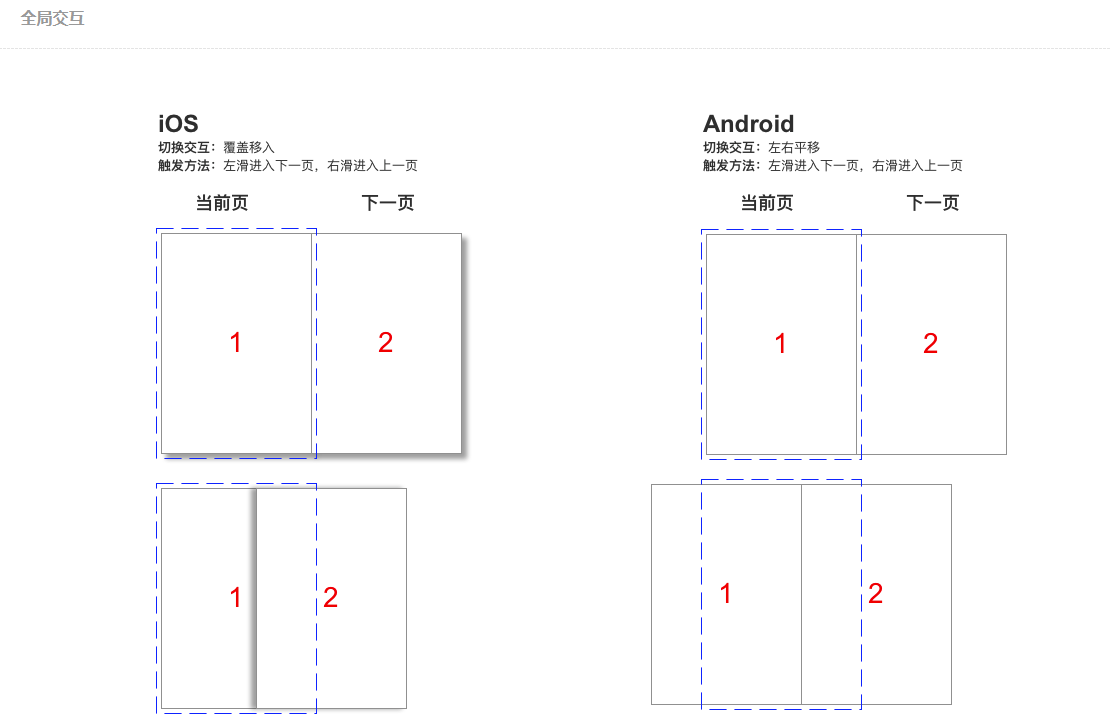 全局交互
iOS
切换交互：覆盖移入
触发方法：左滑进入下一页，右滑进入上一页
当前页
下一页
1
2
1
2
Android
切换交互：左右平移
触发方法：左滑进入下一页，右滑进入上一页
当前页
下一页
1
2
1
2